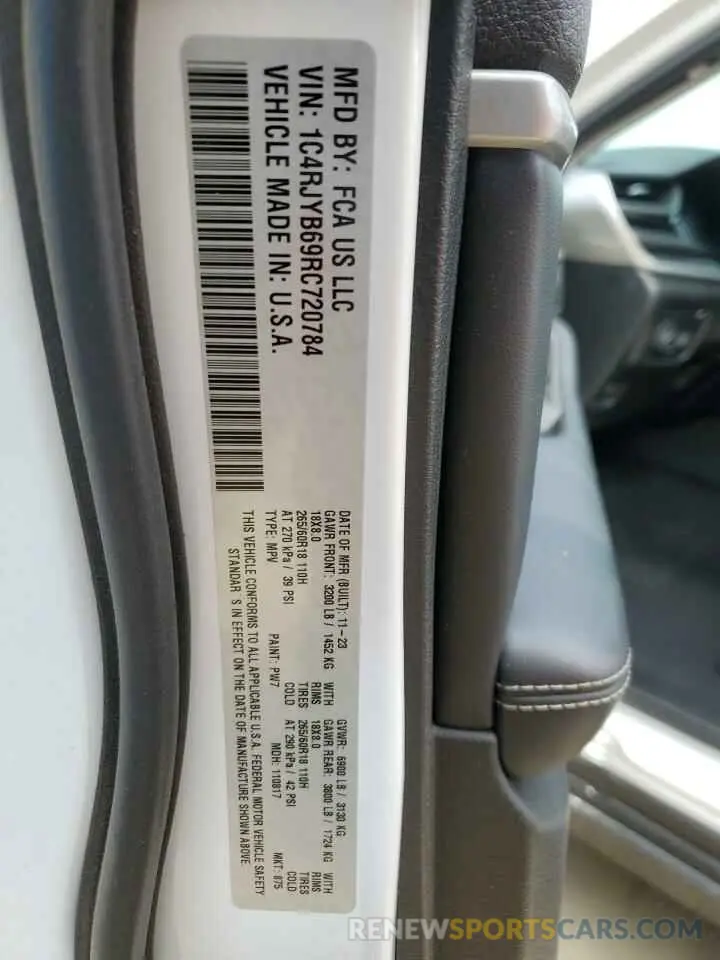 MFD BY: FCA US LLC
VIN: 1C4RJYB69RC720784
VEHICLE MADE IN: U.S.A.
DATE OF MFR (BUILT): 11-23 GVWR: 6900 LB / 3130 KG
GAWR FRONT: 3200 LB / 1452 KG WITH GAWR REAR: 3800 LB / 1724 KG WITH
18X8.0 RIMS 18X8.0 RIMS
265/60R18 110H TIRES 265/60R18 110H TIRES
AT 270 kPa / 39 PSI COLD AT 290 kPa / 42 PSI COLD
TYPE: MPV PAINT: PW7 MDH: 110817 MKT: 875
THIS VEHICLE CONFORMS TO ALL APPLICABLE U.S.A. FEDERAL MOTOR VEHICLE SAFETY
STANDAR S IN EFFECT ON THE DATE OF MANUFACTURE SHOWN ABOVE
RENEWSPORTSCARS.COM